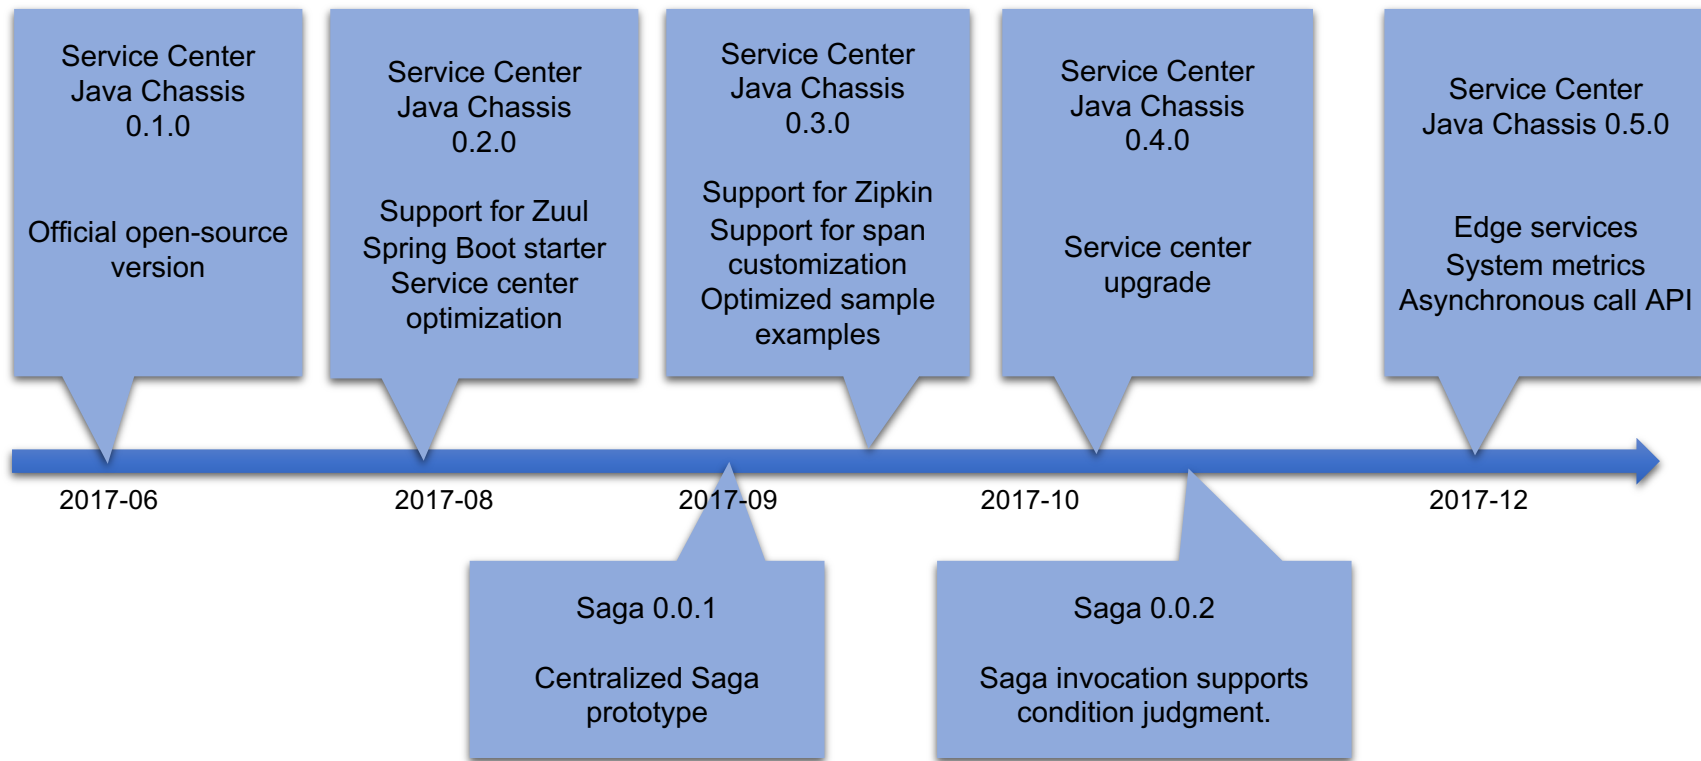 Service Center
Java Chassis
0.1.0
Official open-source
version
Service Center
Java Chassis
0.2.0
Support for Zuul
Spring Boot starter
Service center
optimization
Service Center
Java Chassis
0.3.0
Support for Zipkin
Support for span
customization
Optimized sample
examples
Service Center
Java Chassis
0.4.0
Service center
upgrade
Service Center
Java Chassis 0.5.0
Edge services
System metrics
Asynchronous call API
2017-06
2017-08
2017-09
2017-10
2017-12
Saga 0.0.1
Centralized Saga
prototype
Saga 0.0.2
Saga invocation supports
condition judgment.